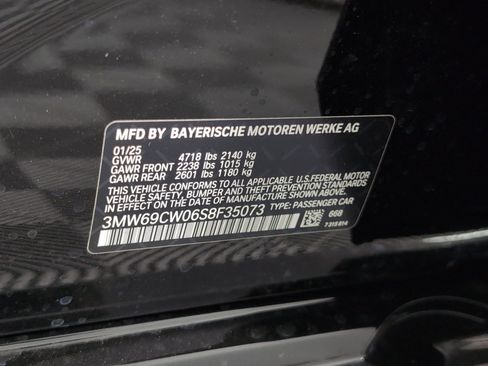 MFD BY BAYERISCHE MOTOREN WERKE AG
01/25
GVWR 4718 lbs 2140 kg
GAWR FRONT 2238 lbs 1015 kg
GAWR REAR 2601 lbs 1180 kg
THIS VEHICLE CONFORMS TO ALL APPLICABLE U.S. FEDERAL MOTOR
VEHICLE SAFETY, BUMPER, AND THEFT PREVENTION STANDARDS
IN EFFECT ON THE DATE OF MANUFACTURE SHOWN ABOVE.
3MW69CW06S8F35073 TYPE: PASSENGER CAR
668